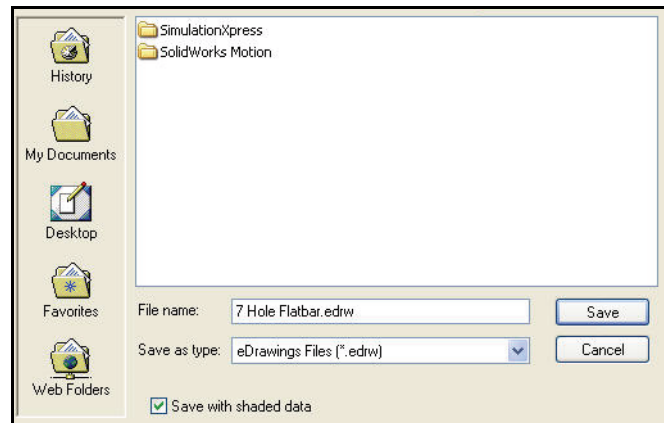 History
My Documents
Desktop
Favorites
Web Folders
SimulationXpress
SolidWorks Motion
File name: 7 Hole Flatbar.edrw Save
Save as type: eDrawings Files (*.edrw) Cancel
Save with shaded data